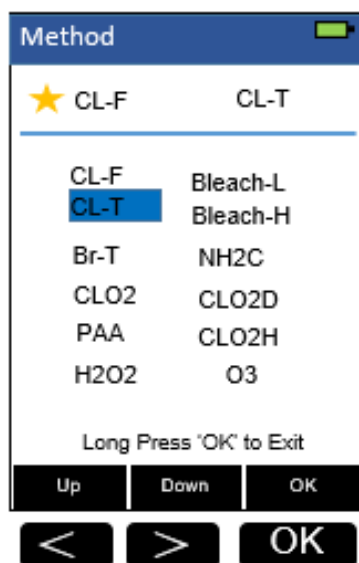 Method
CL-F CL-T
CL-F Bleach-L
CL-T Bleach-H
Br-T NH2C
CLO2 CLO2D
PAA CLO2H
H2O2 O3
Long Press 'OK' to Exit
Up Down OK
< > OK